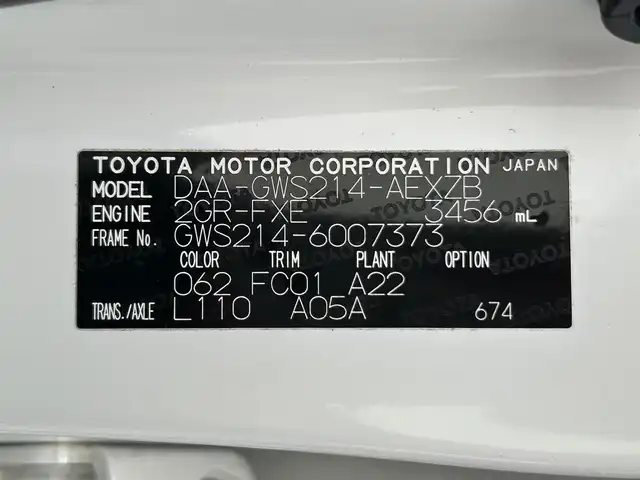 TOYOTA MOTOR CORPORATION JAPAN
MODEL DAA-GWS214-AEXZB
ENGINE 2GR-FXE 3456 mL
FRAME No. GWS214-6007373
COLOR TRIM PLANT OPTION
062 FC01 A22
TRANS./AXLE L110 A05A 674